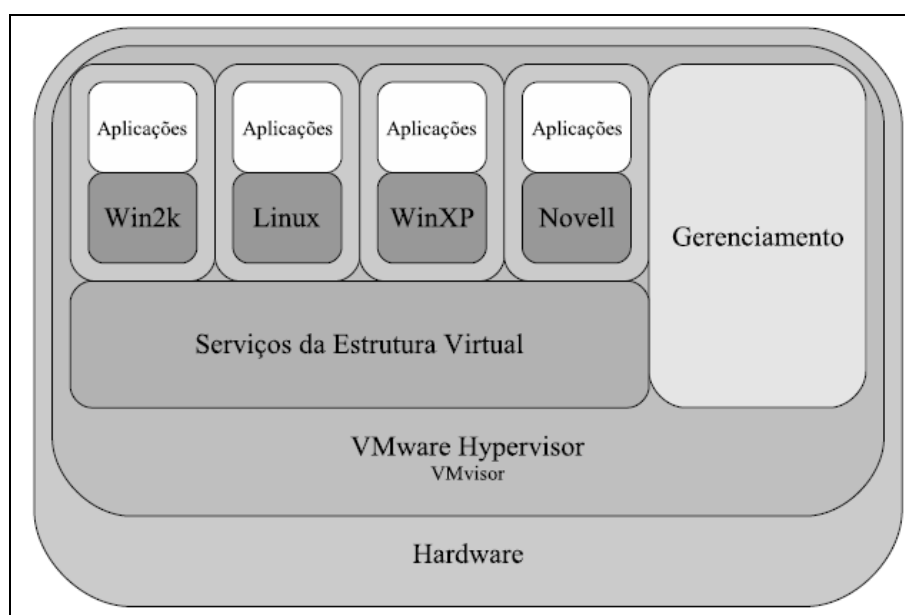 Aplicações
Aplicações
Aplicações
Aplicações
Win2k
Linux
WinXP
Novell
Gerenciamento
Serviços da Estrutura Virtual
VMware Hypervisor
VMvisor
Hardware